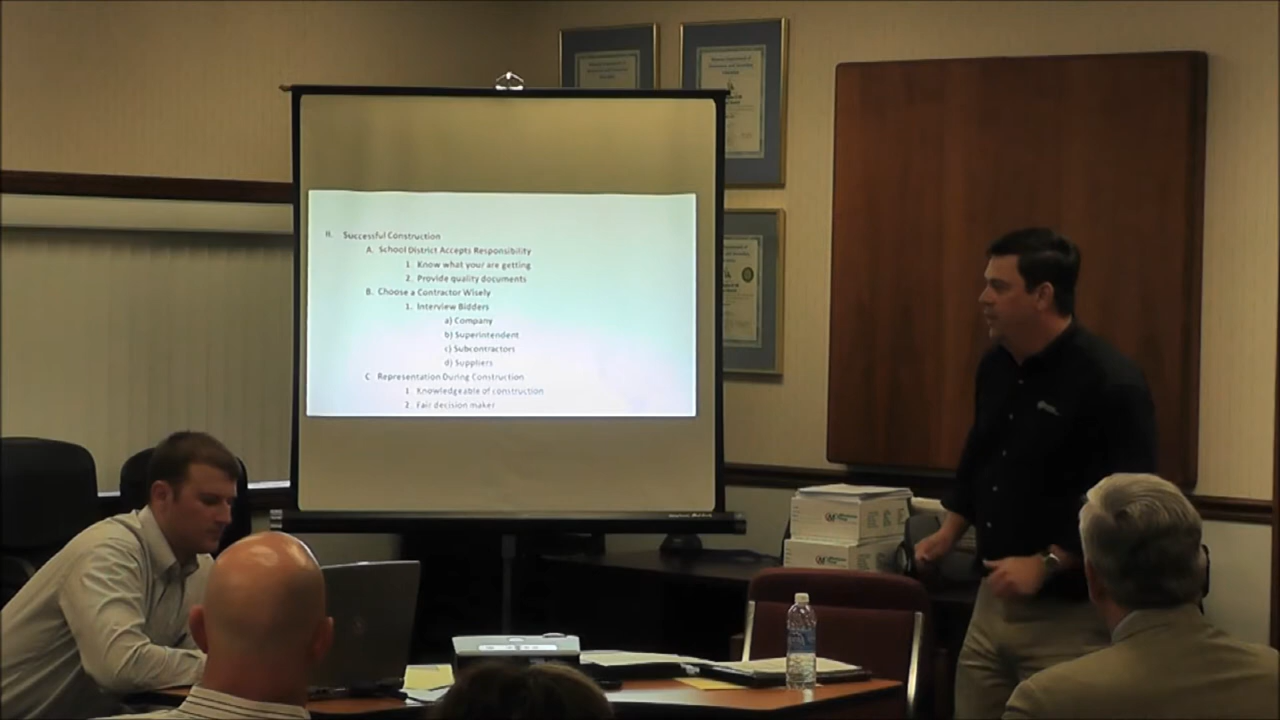 II. Successful Construction
A. School District Accepts Responsibility
1. Know what your are getting
2. Provide quality documents
B. Choose a Contractor Wisely
1. Interview Bidders
a) Company
b) Superintendent
c) Subcontractors
d) Suppliers
C. Representation During Construction
1. Knowledgeable of construction
2. Fair decision maker